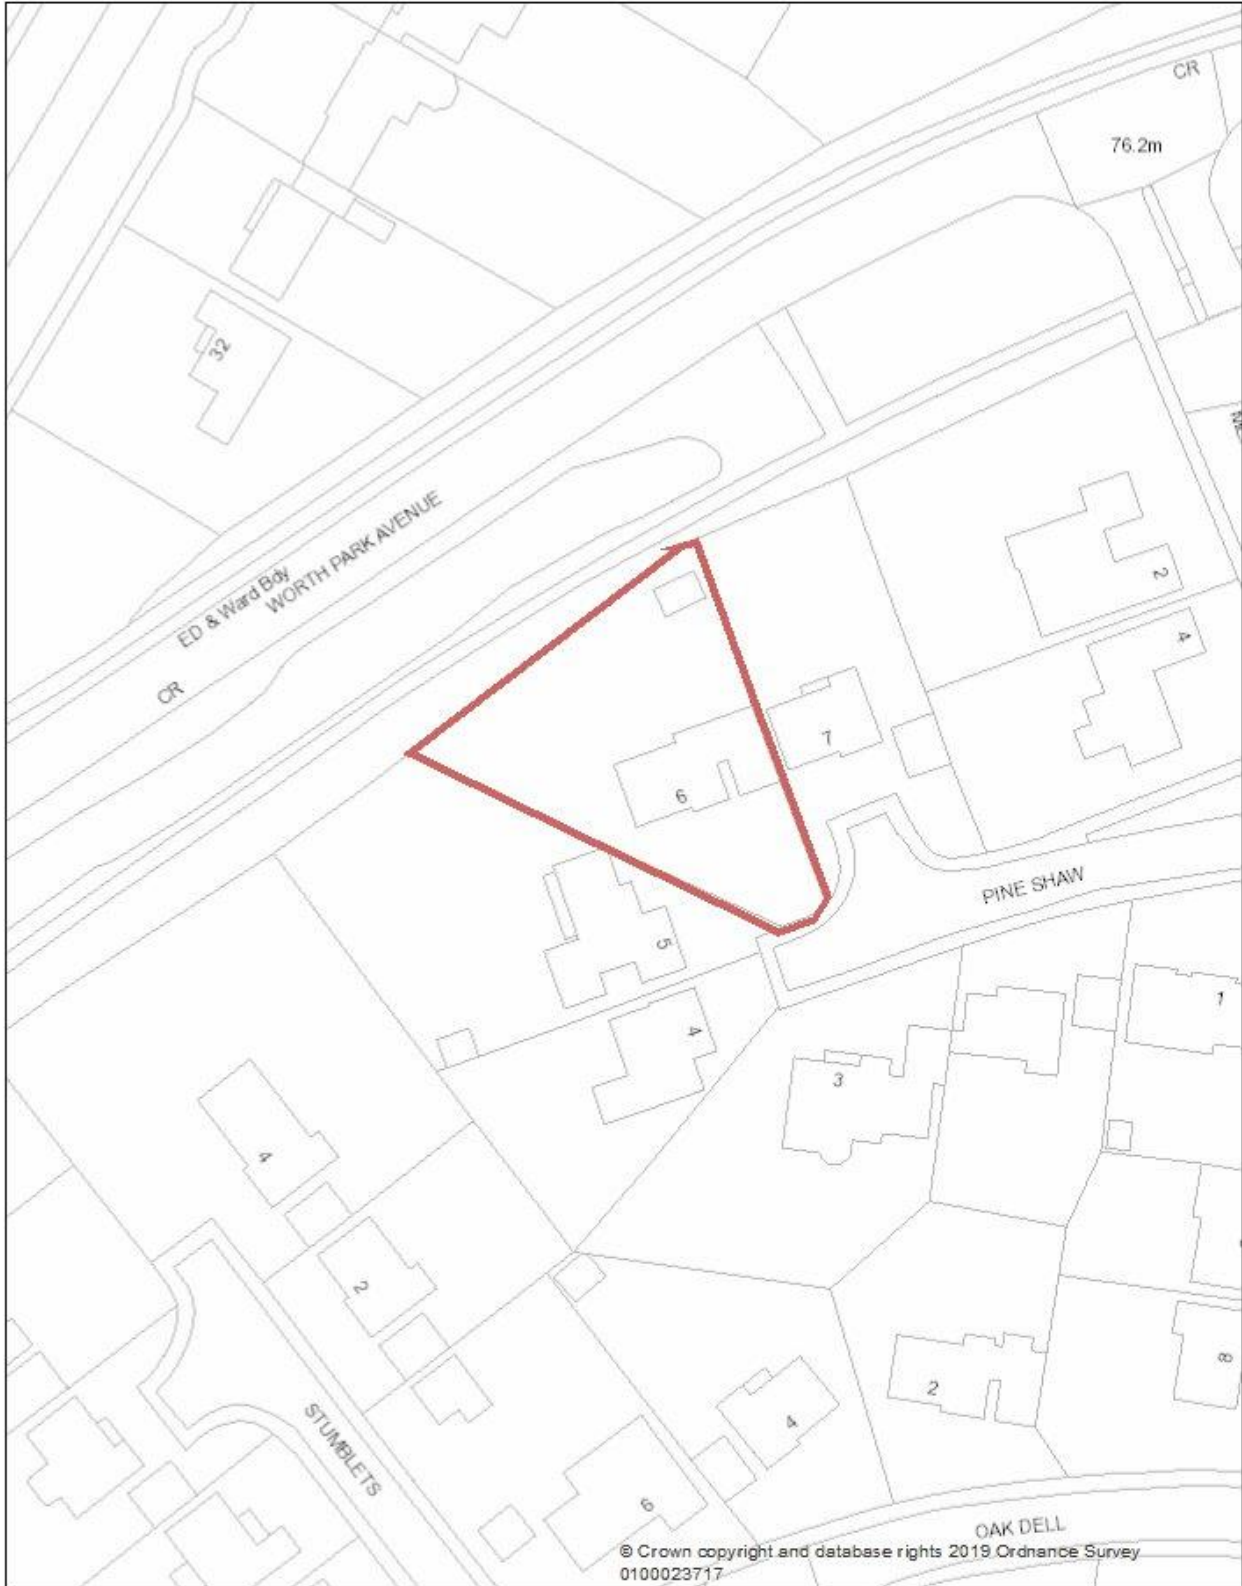 CR
76.2m
32
ED & Ward Bdy
WORTH PARK AVENUE
CR
2
4
7
6
PINE SHAW
5
4
1
3
4
2
2
8
4
STUMBLETS
6
OAK DELL
© Crown copyright and database rights 2019 Ordnance Survey
0100023717